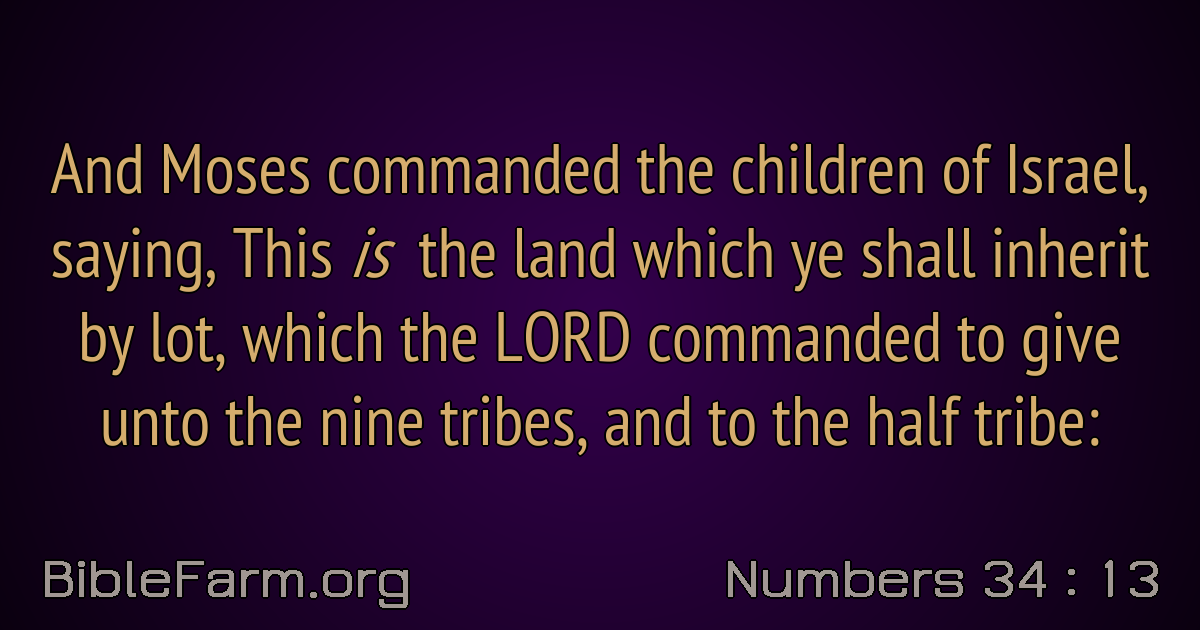 And Moses commanded the children of Israel,
saying, This is the land which ye shall inherit
by lot, which the LORD commanded to give
unto the nine tribes, and to the half tribe:
BibleFarm.org
Numbers 34 : 13